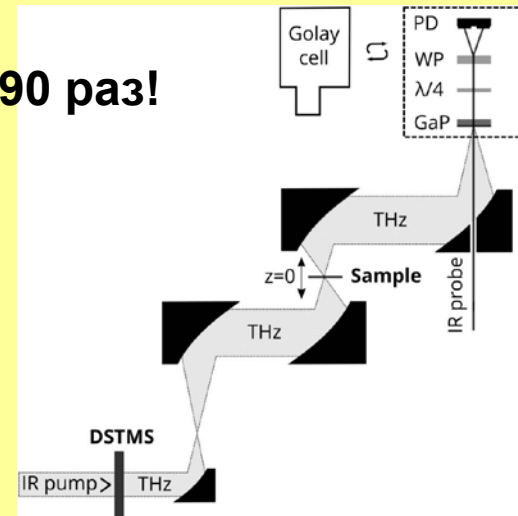 90 раз!
Golay
cell
PD
WP
λ/4
GaP
THz
z=0
Sample
IR probe
THz
DSTMS
IR pump>
THz